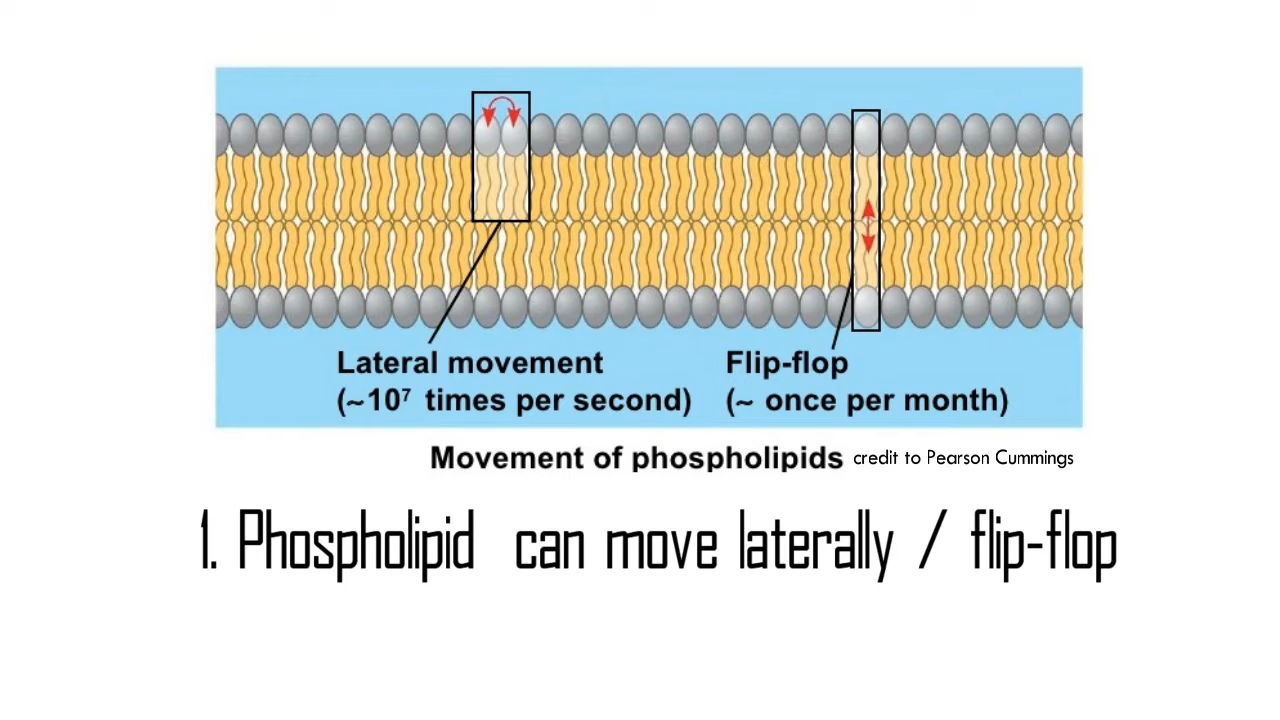 Lateral movement
(~10⁷ times per second)
Flip-flop
(~ once per month)
Movement of phospholipids credit to Pearson Cummings
1. Phospholipid can move laterally / flip-flop